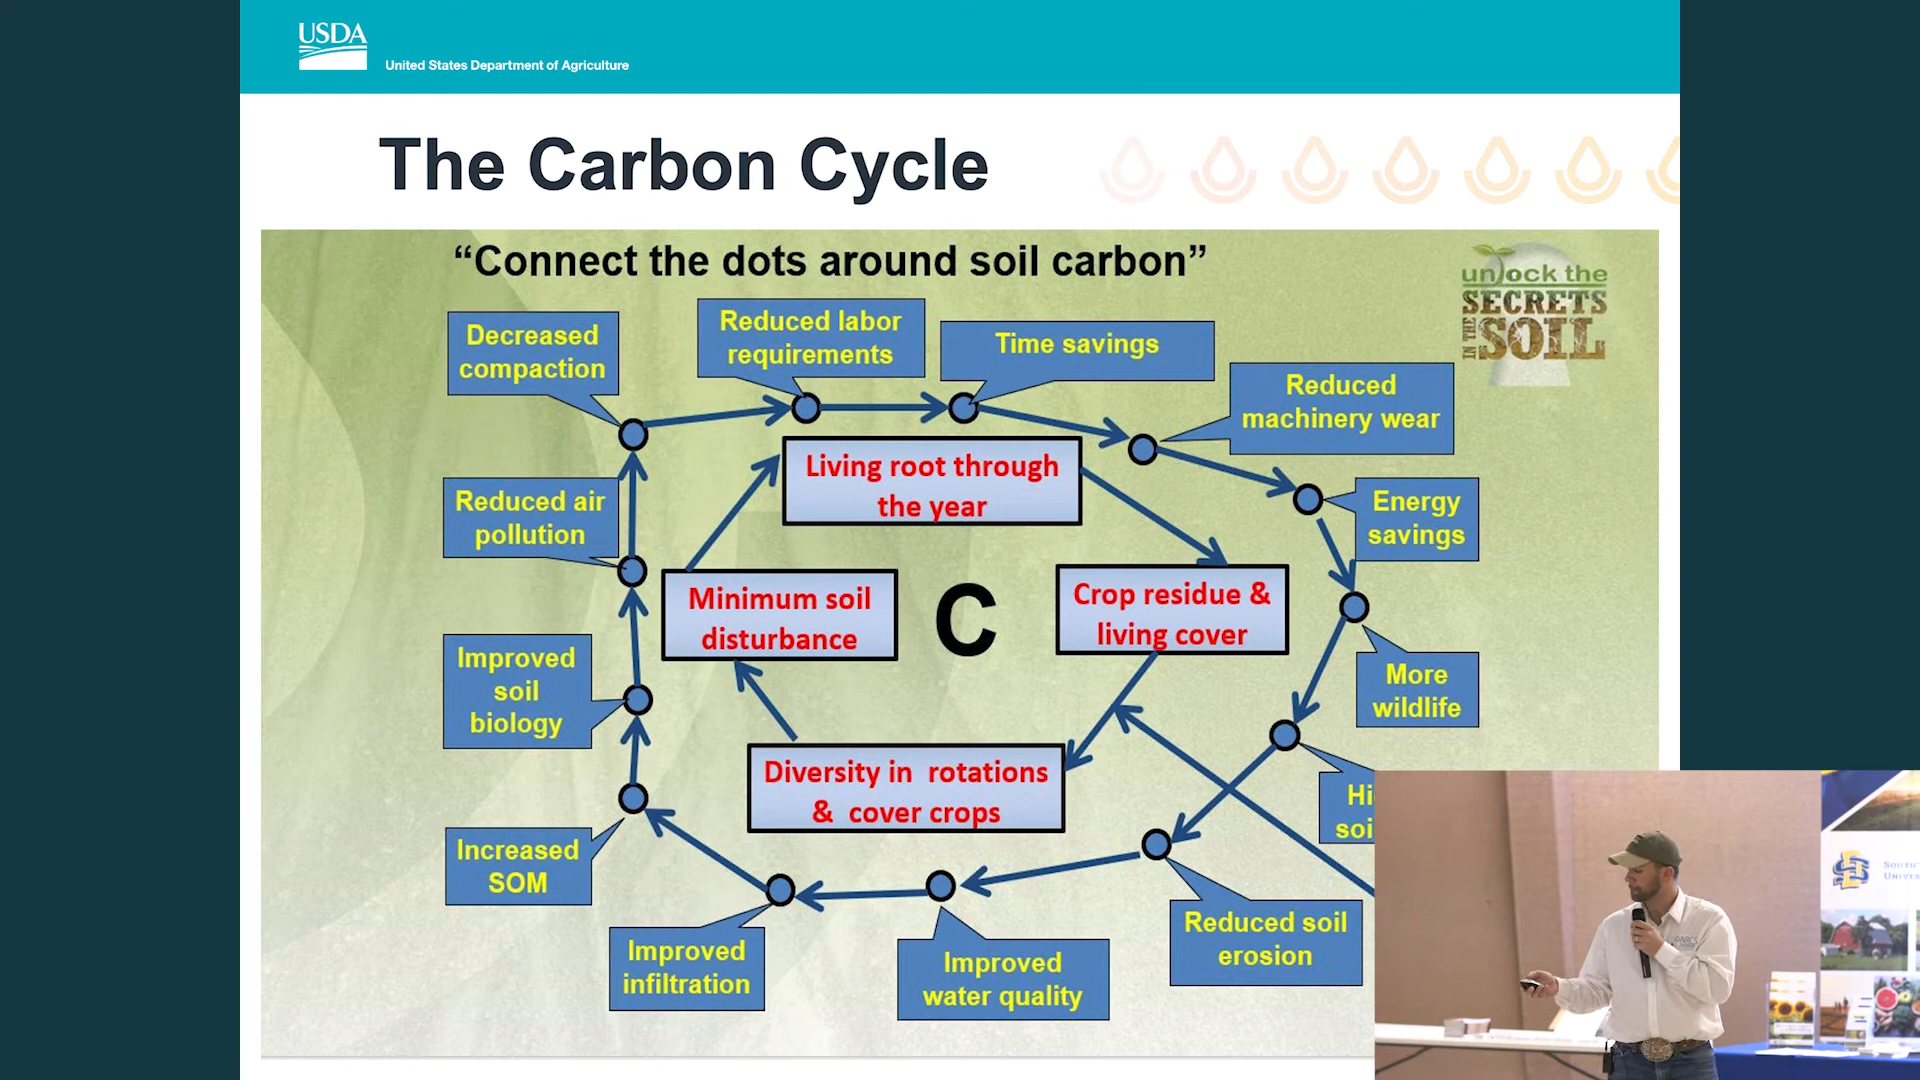 USDA
United States Department of Agriculture
The Carbon Cycle
“Connect the dots around soil carbon”
unlock the
SECRETS
IN THE
SOIL
Decreased
compaction
Reduced labor
requirements
Time savings
Reduced
machinery wear
Energy
savings
More
wildlife
Reduced soil
erosion
Improved
water quality
Improved
infiltration
Increased
SOM
Improved
soil
biology
Reduced air
pollution
Living root through
the year
Crop residue &
living cover
Diversity in rotations
& cover crops
Minimum soil
disturbance
C
NRCS